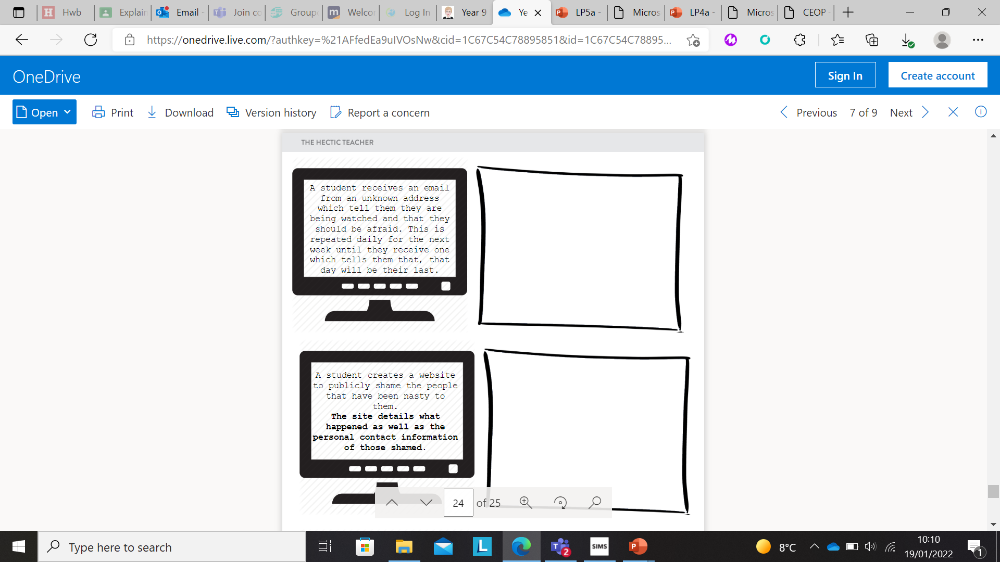 Hwb
Explain
Email -
Join co
Group
Welcor
Log In
Year 9
Ye
LP5a -
Micros
LP4a -
Micros
CEOP -
https://onedrive.live.com/?authkey=%21AFfedEa9uIVOsNw&cid=1C67C54C78895851&id=1C67C54C78895...
OneDrive
Sign In
Create account
Open
Print
Download
Version history
Report a concern
Previous
7 of 9
Next
THE HECTIC TEACHER
A student receives an email
from an unknown address
which tell them they are
being watched and that they
should be afraid. This is
repeated daily for the next
week until they receive one
which tells them that, that
day will be their last.
A student creates a website
to publicly shame the people
that have been nasty to
them.
The site details what
happened as well as the
personal contact information
of those shamed.
24 of 25
Type here to search
L
SIMS
2
8°C
10:10
19/01/2022
1